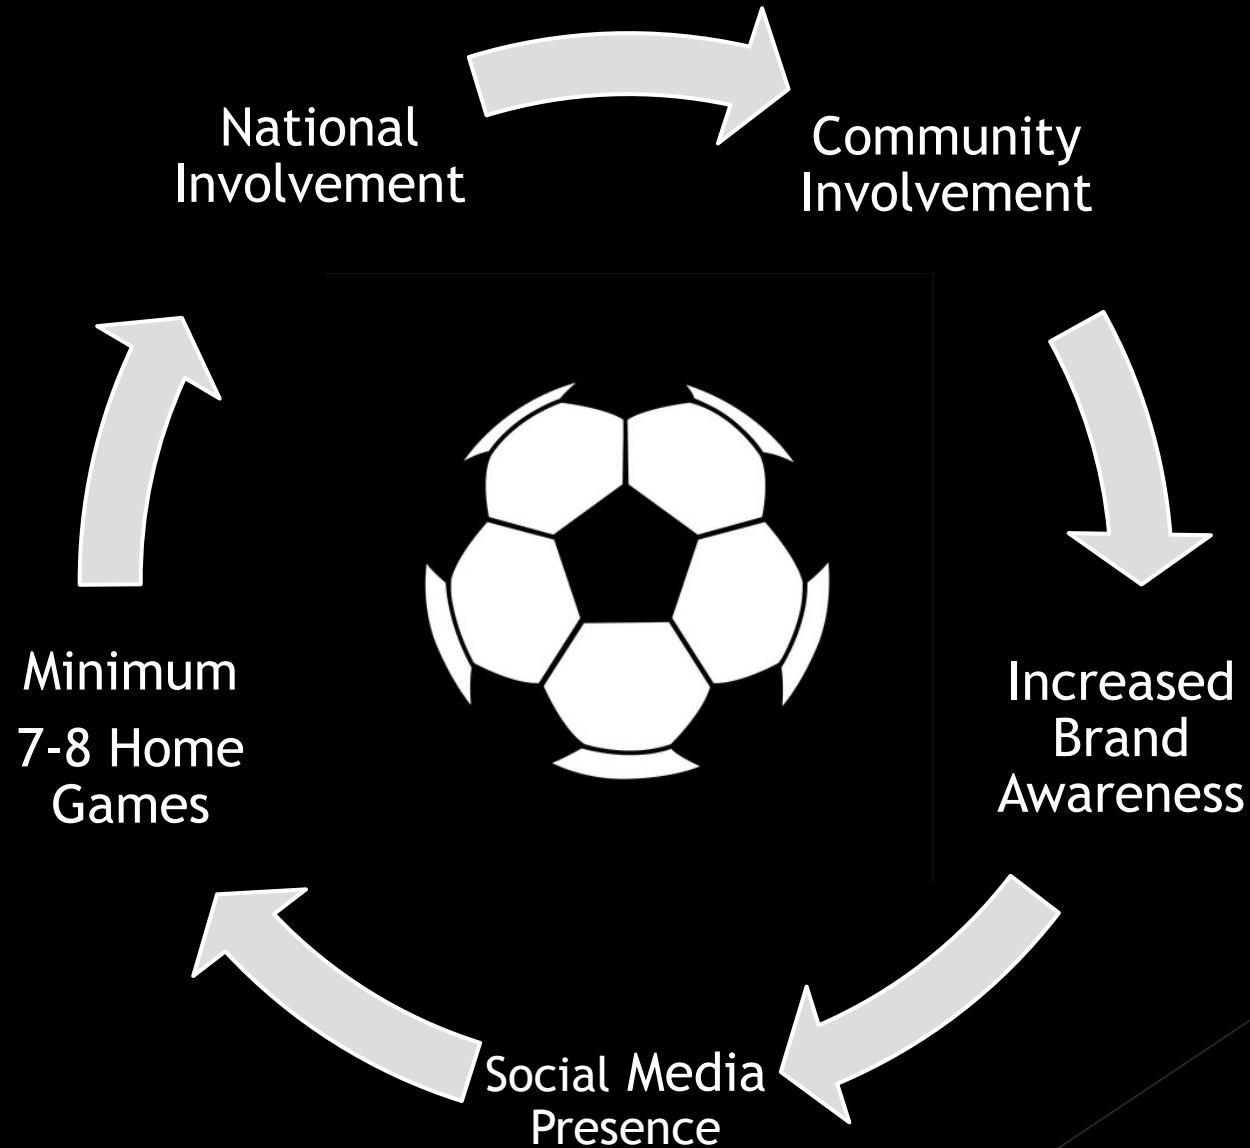 National
Involvement
Community
Involvement
Increased
Brand
Awareness
Social Media
Presence
Minimum
7-8 Home
Games